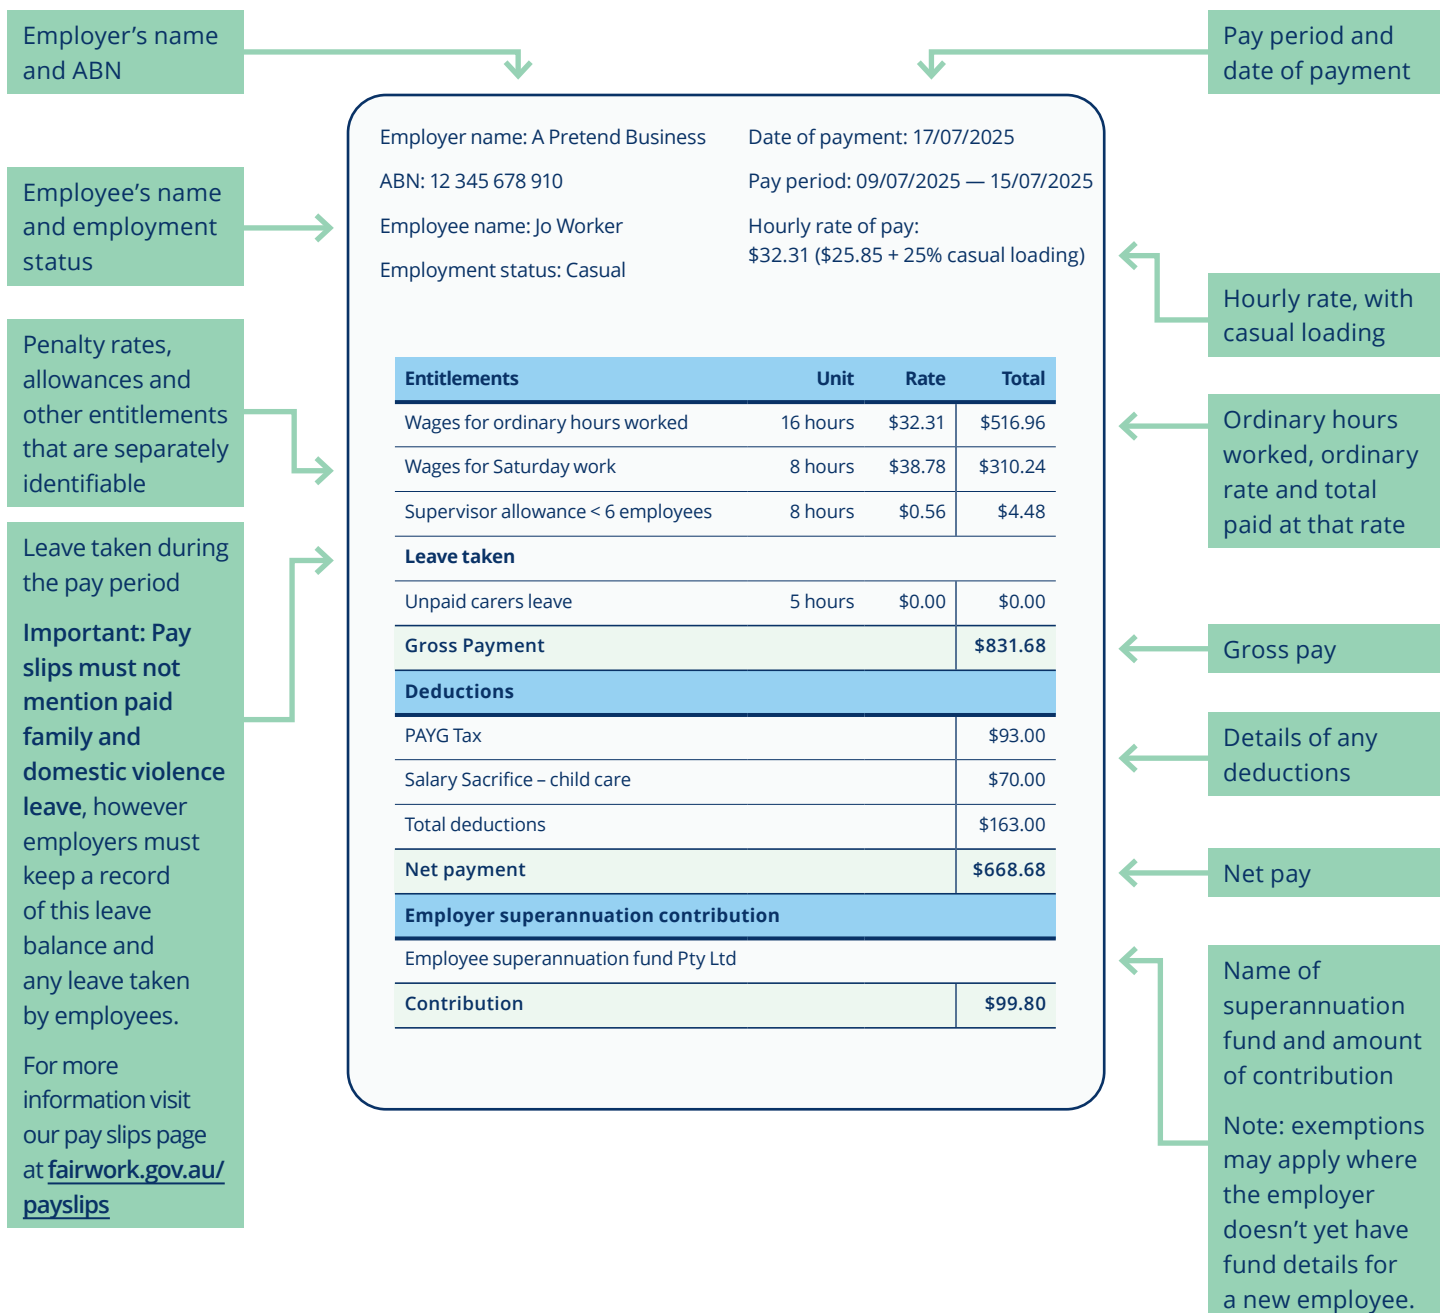 Employer’s name
and ABN
Pay period and
date of payment
Employer name: A Pretend Business
ABN: 12 345 678 910
Employee name: Jo Worker
Employment status: Casual
Date of payment: 17/07/2025
Pay period: 09/07/2025 — 15/07/2025
Hourly rate of pay:
$32.31 ($25.85 + 25% casual loading)
Employee’s name
and employment
status
Hourly rate, with
casual loading
Penalty rates,
allowances and
other entitlements
that are separately
identifiable
Leave taken during
the pay period
Important: Pay
slips must not
mention paid
family and
domestic violence
leave, however
employers must
keep a record
of this leave
balance and
any leave taken
by employees.
For more
information visit
our pay slips page
at fairwork.gov.au/
payslips
Entitlements Unit Rate Total
Wages for ordinary hours worked 16 hours $32.31 $516.96
Wages for Saturday work 8 hours $38.78 $310.24
Supervisor allowance < 6 employees 8 hours $0.56 $4.48
Leave taken
Unpaid carers leave 5 hours $0.00 $0.00
Gross Payment $831.68
Deductions
PAYG Tax $93.00
Salary Sacrifice – child care $70.00
Total deductions $163.00
Net payment $668.68
Employer superannuation contribution
Employee superannuation fund Pty Ltd
Contribution $99.80
Ordinary hours
worked, ordinary
rate and total
paid at that rate
Gross pay
Details of any
deductions
Net pay
Name of
superannuation
fund and amount
of contribution
Note: exemptions
may apply where
the employer
doesn’t yet have
fund details for
a new employee.